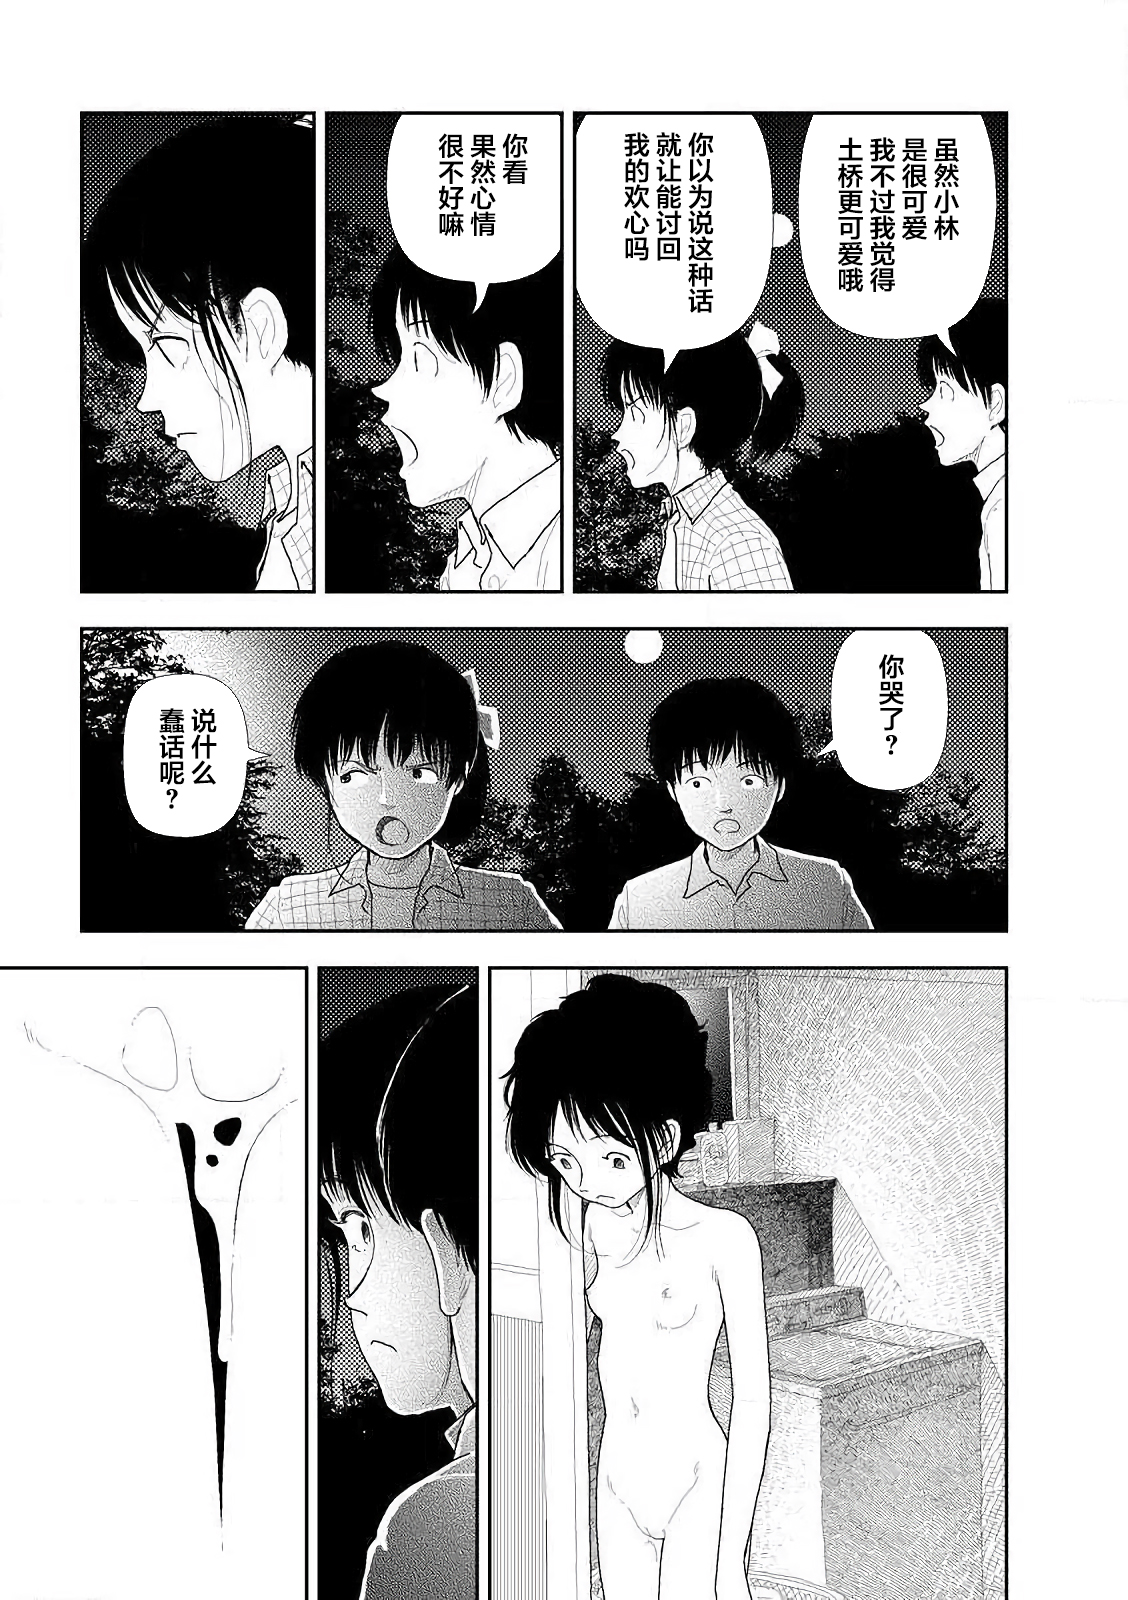 虽然小林
是很可爱
我不过我觉得
土桥更可爱哦
你以为说这种话
就让能讨回
我的欢心吗
你看
果然心情
很不好嘛
你哭了?
说什么
蠢话呢?